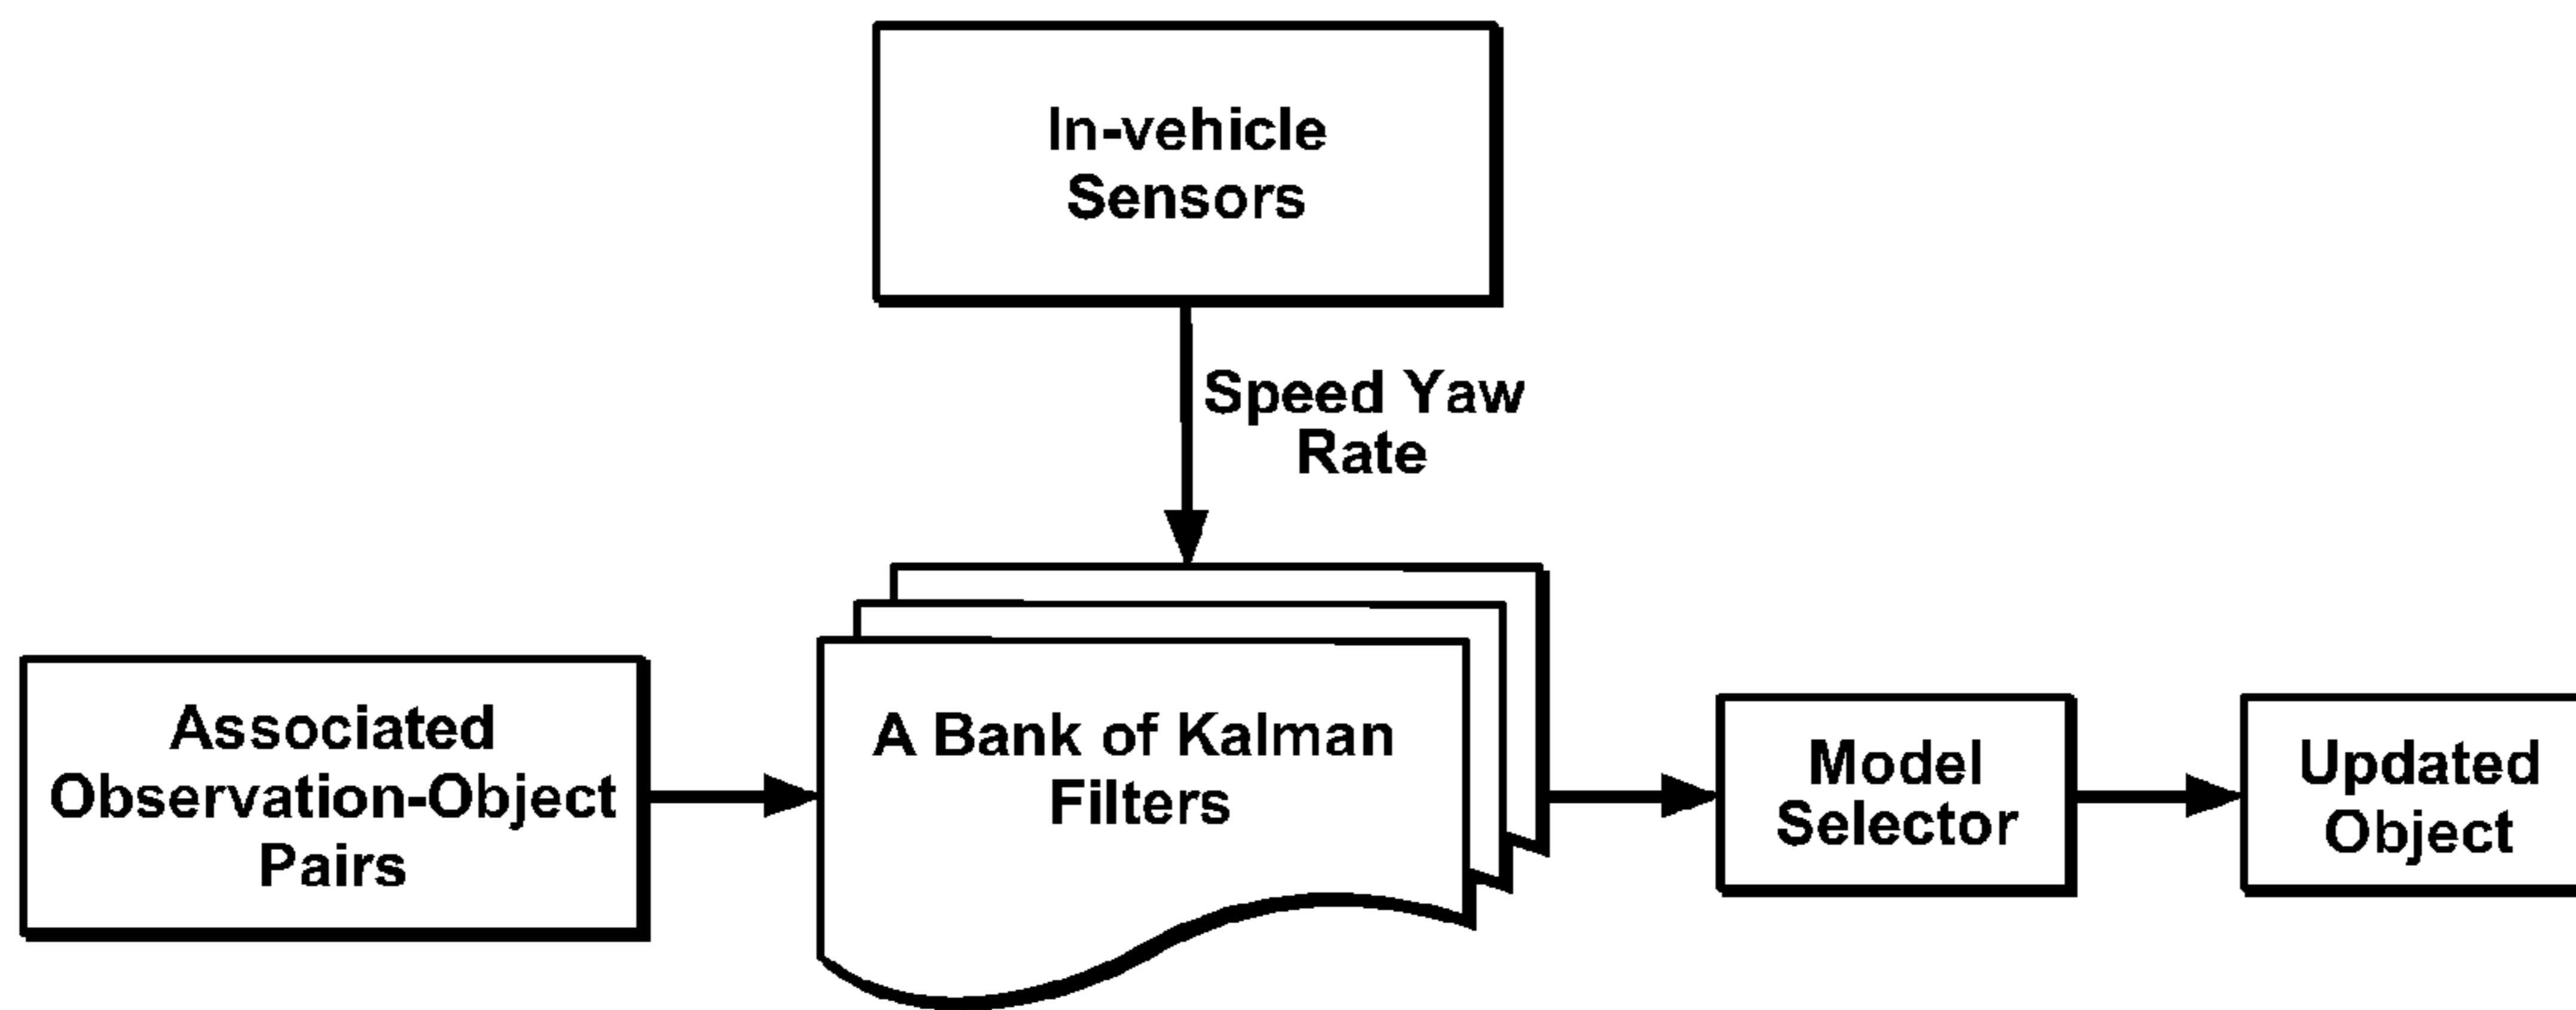 In-vehicle
Sensors
Speed Yaw
Rate
Associated
Observation-Object
Pairs
A Bank of Kalman
Filters
Model
Selector
Updated
Object